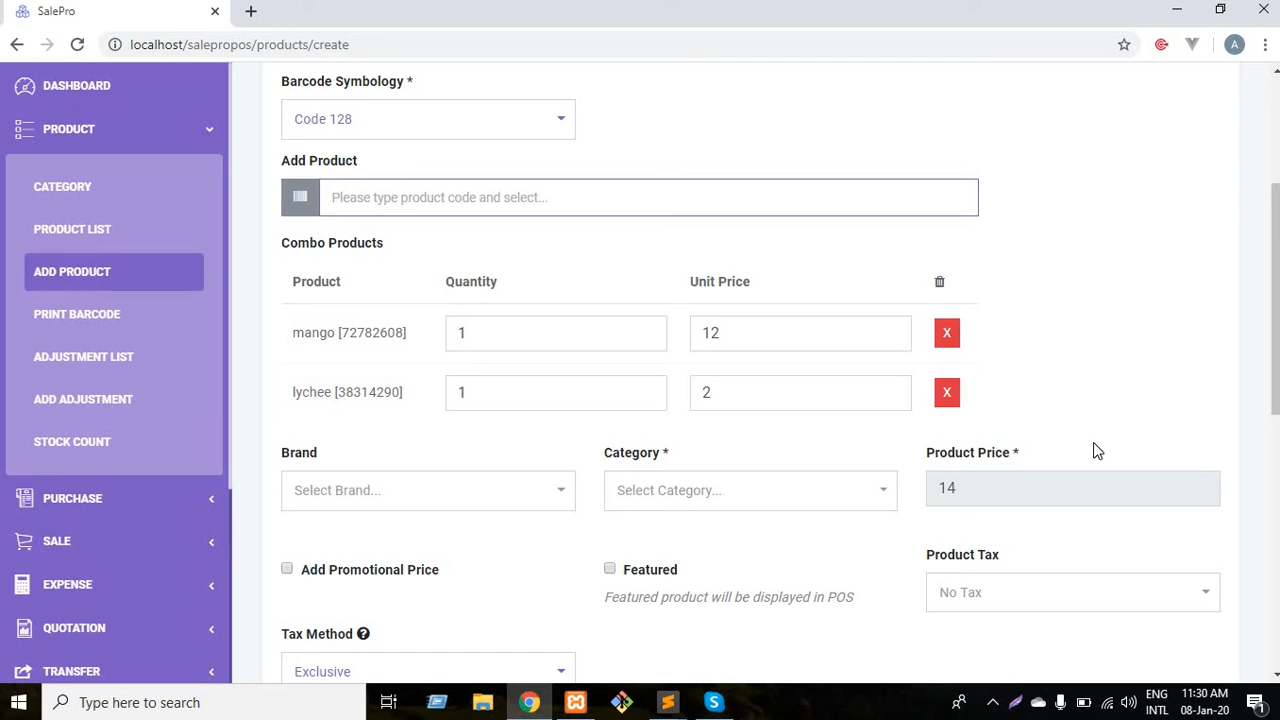 SalePro
localhost/salepropos/products/create
A
DASHBOARD
PRODUCT
CATEGORY
PRODUCT LIST
ADD PRODUCT
PRINT BARCODE
ADJUSTMENT LIST
ADD ADJUSTMENT
STOCK COUNT
PURCHASE
SALE
EXPENSE
QUOTATION
TRANSFER
Barcode Symbology *
Code 128
Add Product
Please type product code and select...
Combo Products
Product Quantity Unit Price
mango [72782608] 1 12 X
lychee [38314290] 1 2 X
Brand Category * Product Price *
Select Brand... Select Category... 14
Add Promotional Price Featured Product Tax
Featured product will be displayed in POS No Tax
Tax Method ?
Exclusive
Type here to search
ENG 11:30 AM
INTL 08-Jan-20
1